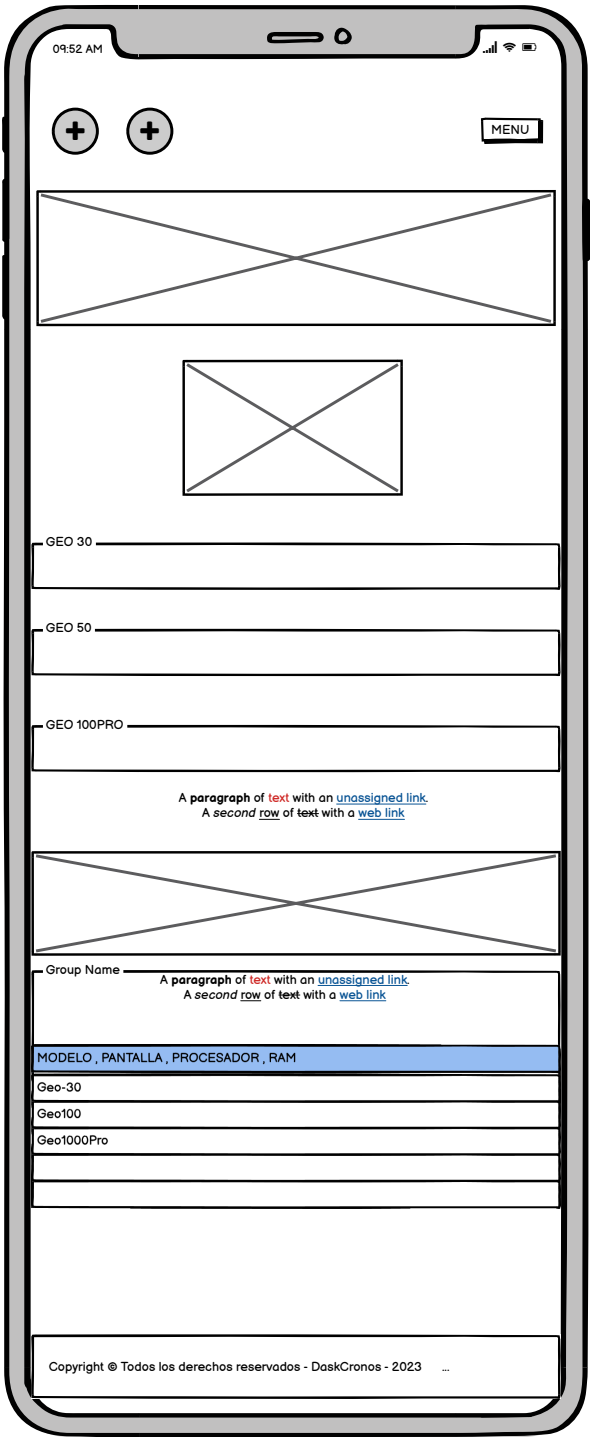 09:52 AM
MENU
GEO 30
GEO 50
GEO 100PRO
A paragraph of text with an unassigned link.
A second row of text with a web link
Group Name
A paragraph of text with an unassigned link.
A second row of text with a web link
MODELO , PANTALLA , PROCESADOR , RAM
Geo-30
Geo100
Geo1000Pro
Copyright © Todos los derechos reservados - DaskCronos - 2023 ...